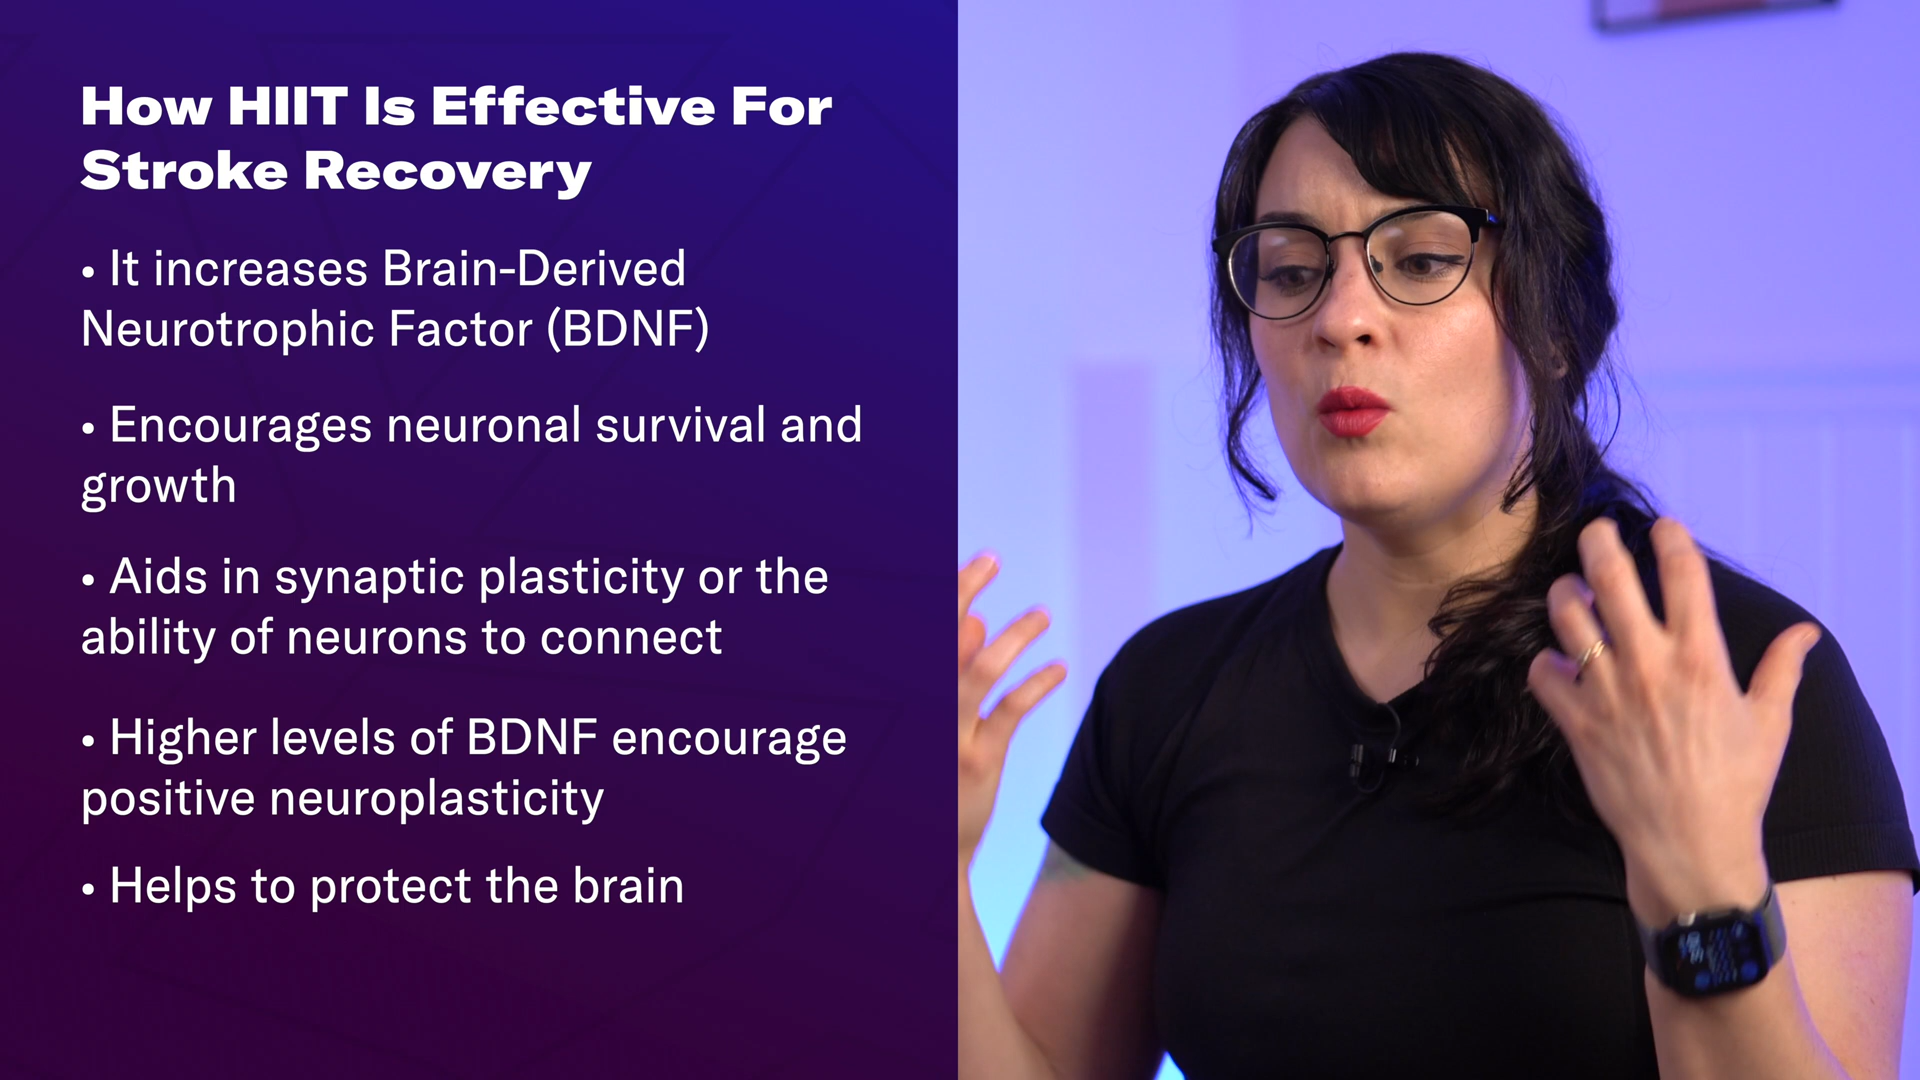 How HIIT Is Effective For
Stroke Recovery
• It increases Brain-Derived
Neurotrophic Factor (BDNF)
• Encourages neuronal survival and
growth
• Aids in synaptic plasticity or the
ability of neurons to connect
• Higher levels of BDNF encourage
positive neuroplasticity
• Helps to protect the brain